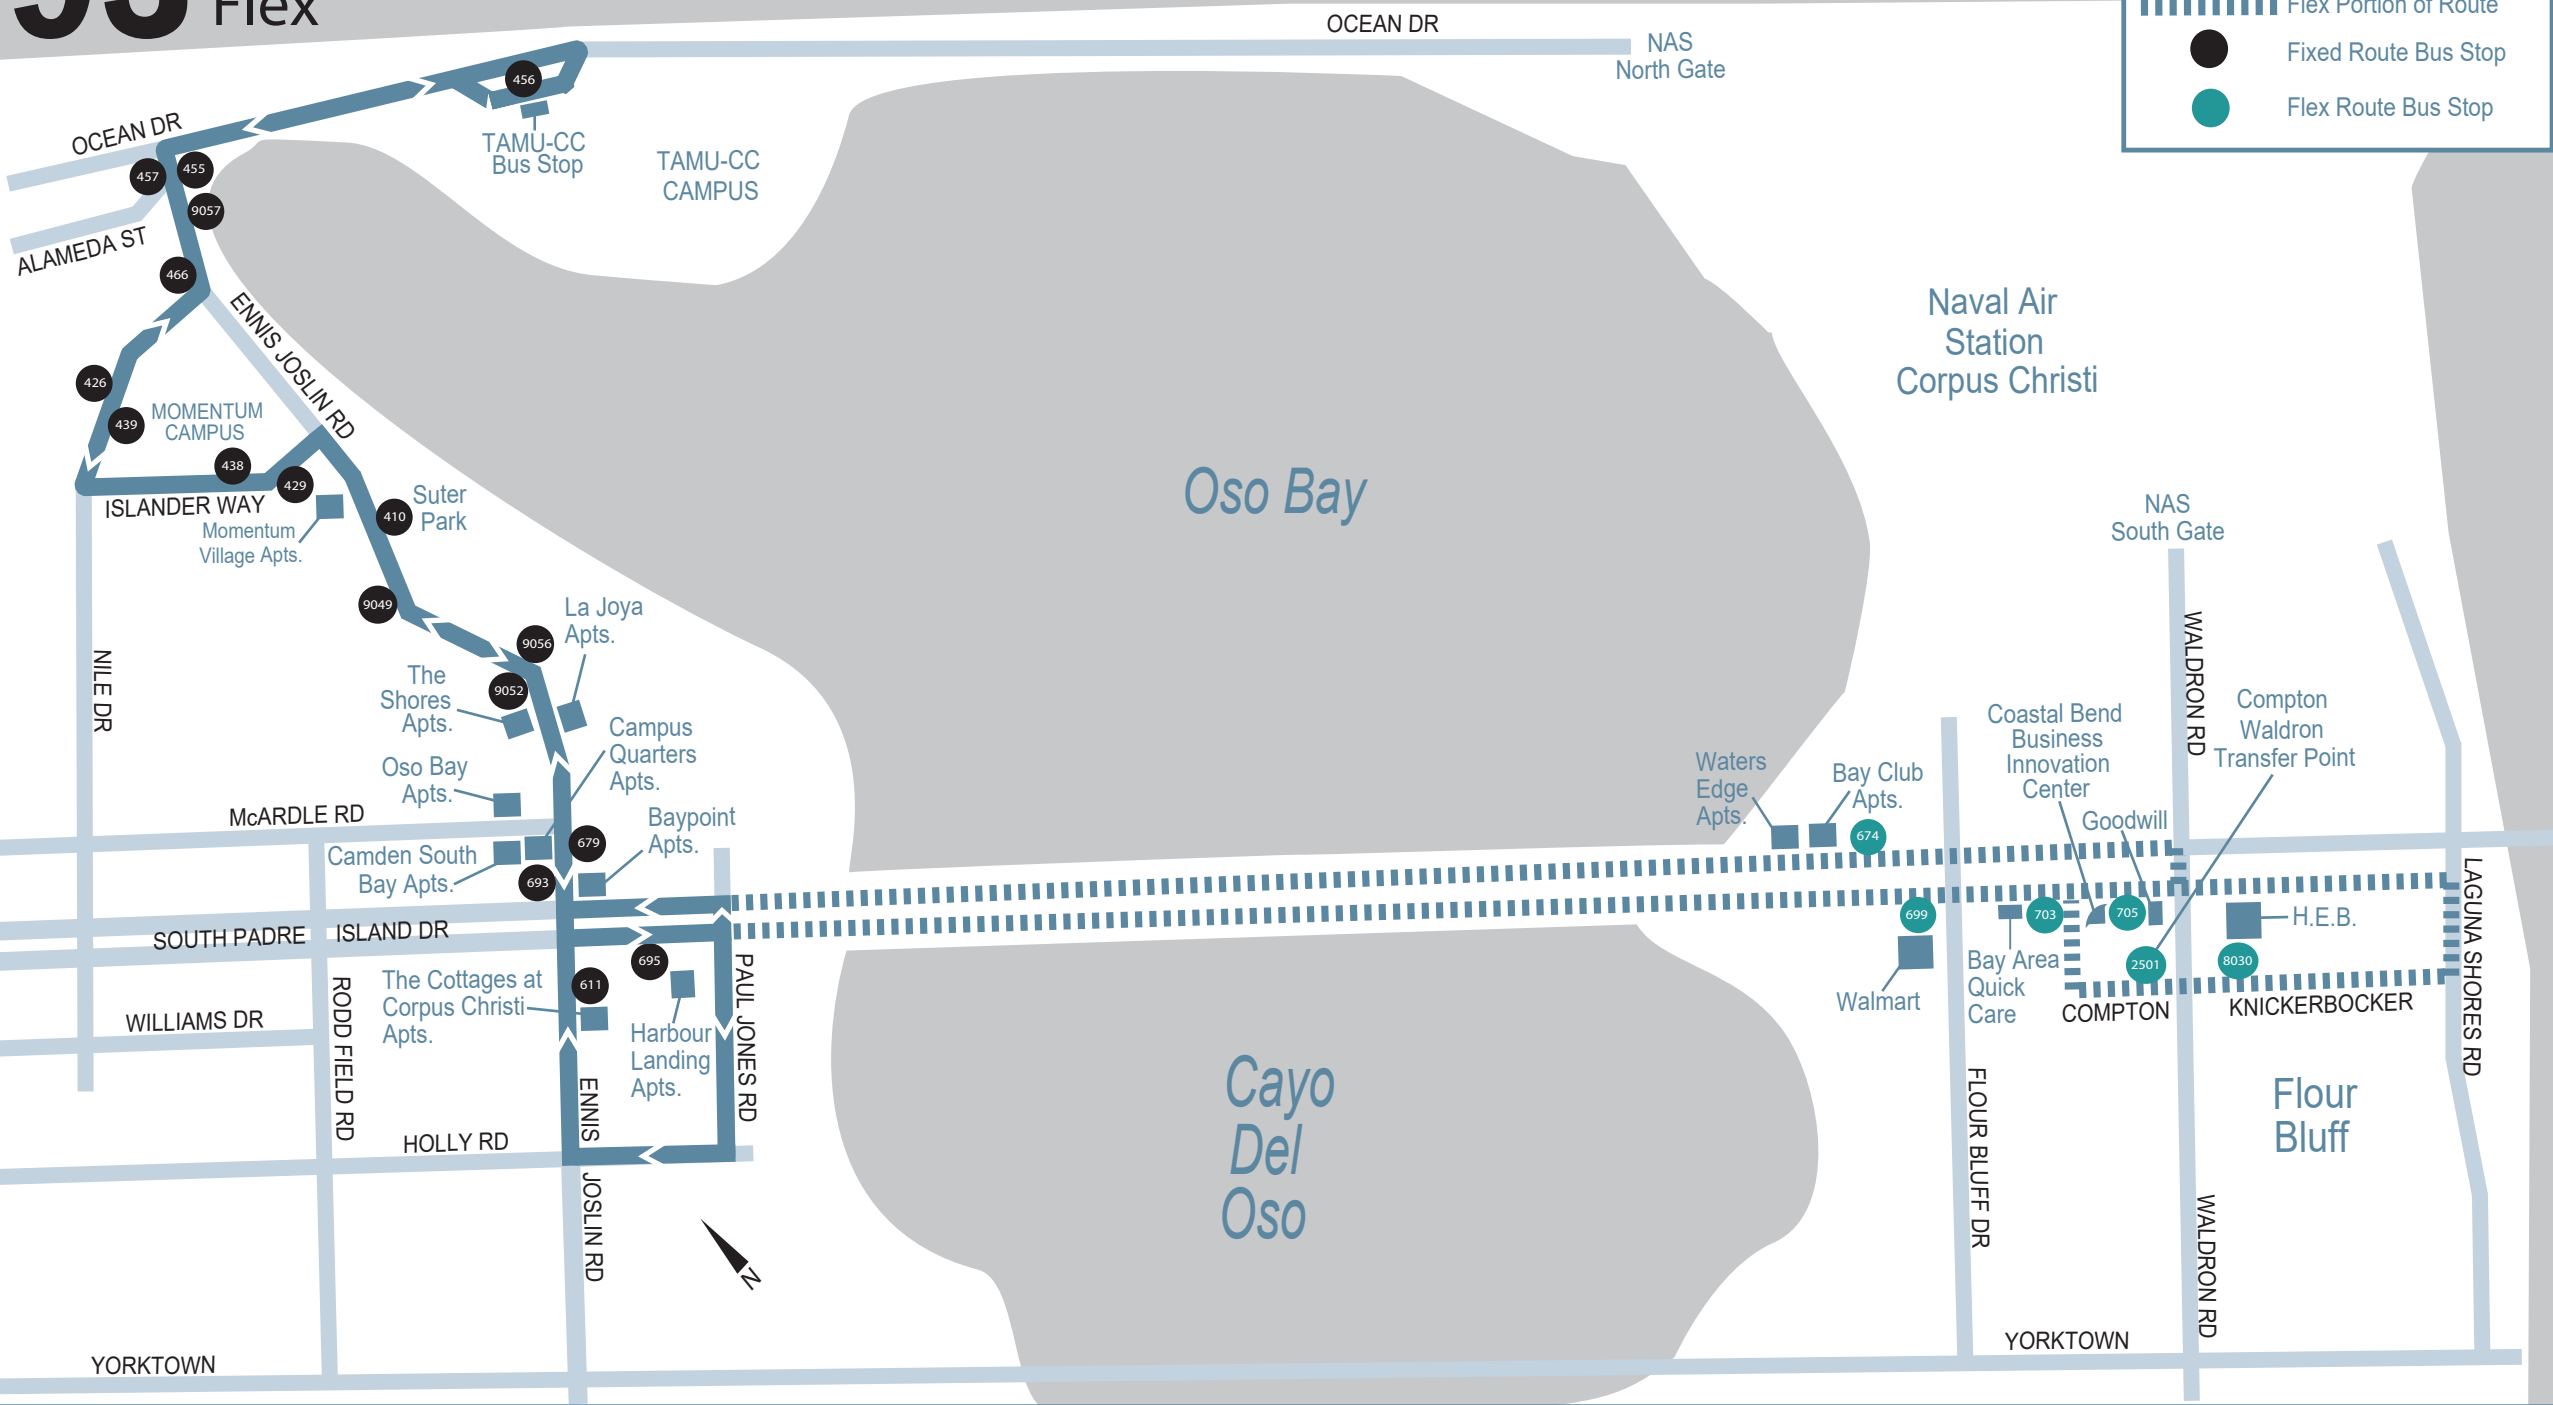 Flex
Flex Portion of Route
Fixed Route Bus Stop
Flex Route Bus Stop
OCEAN DR
NAS
North Gate
456
TAMU-CC
Bus Stop
TAMU-CC
CAMPUS
OCEAN DR
457
455
9057
ALAMEDA ST
466
ENNIS JOSLIN RD
426
439
MOMENTUM
CAMPUS
438
429
ISLANDER WAY
Momentum
Village Apts.
410
Suter
Park
9049
NILE DR
9056
La Joya
Apts.
The
Shores
Apts.
9052
Campus
Quarters
Apts.
Oso Bay
Apts.
McARDLE RD
Camden South
Bay Apts.
679
693
Baypoint
Apts.
SOUTH PADRE ISLAND DR
695
The Cottages at
Corpus Christi
Apts.
611
Harbour
Landing
Apts.
PAUL JONES RD
WILLIAMS DR
RODD FIELD RD
HOLLY RD
ENNIS
JOSLIN RD
N
YORKTOWN
Oso Bay
Cayo
Del
Oso
Naval Air
Station
Corpus Christi
NAS
South Gate
WALDRON RD
Compton
Waldron
Transfer Point
Coastal Bend
Business
Innovation
Center
Goodwill
Waters
Edge
Apts.
Bay Club
Apts.
674
699
Walmart
703
705
Bay Area
Quick
Care
2501
8030
H.E.B.
COMPTON
KNICKERBOCKER
LAGUNA SHORES RD
FLOUR BLUFF DR
Flour
Bluff
WALDRON RD
YORKTOWN